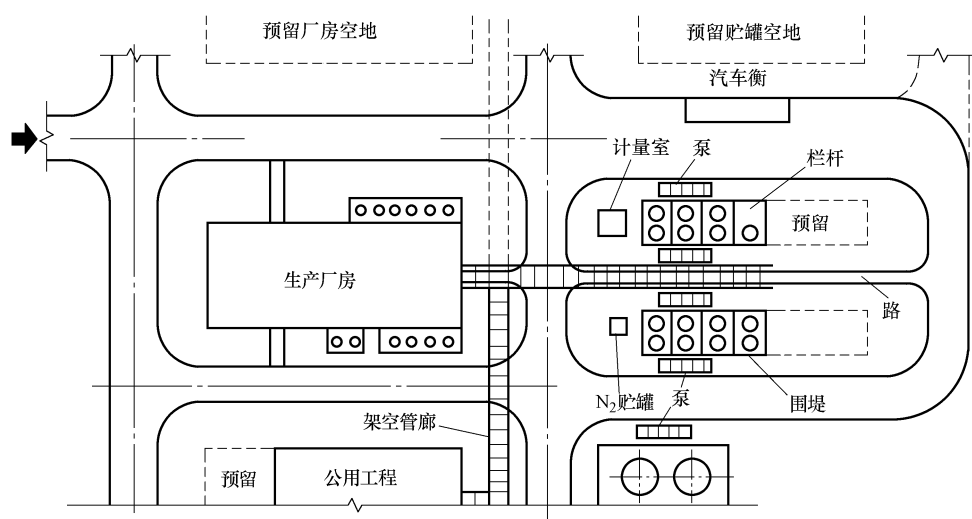 预留厂房空地
预留贮罐空地
汽车衡
计量室
泵
栏杆
预留
生产厂房
路
N₂贮罐
泵
围堤
架空管廊
预留
公用工程